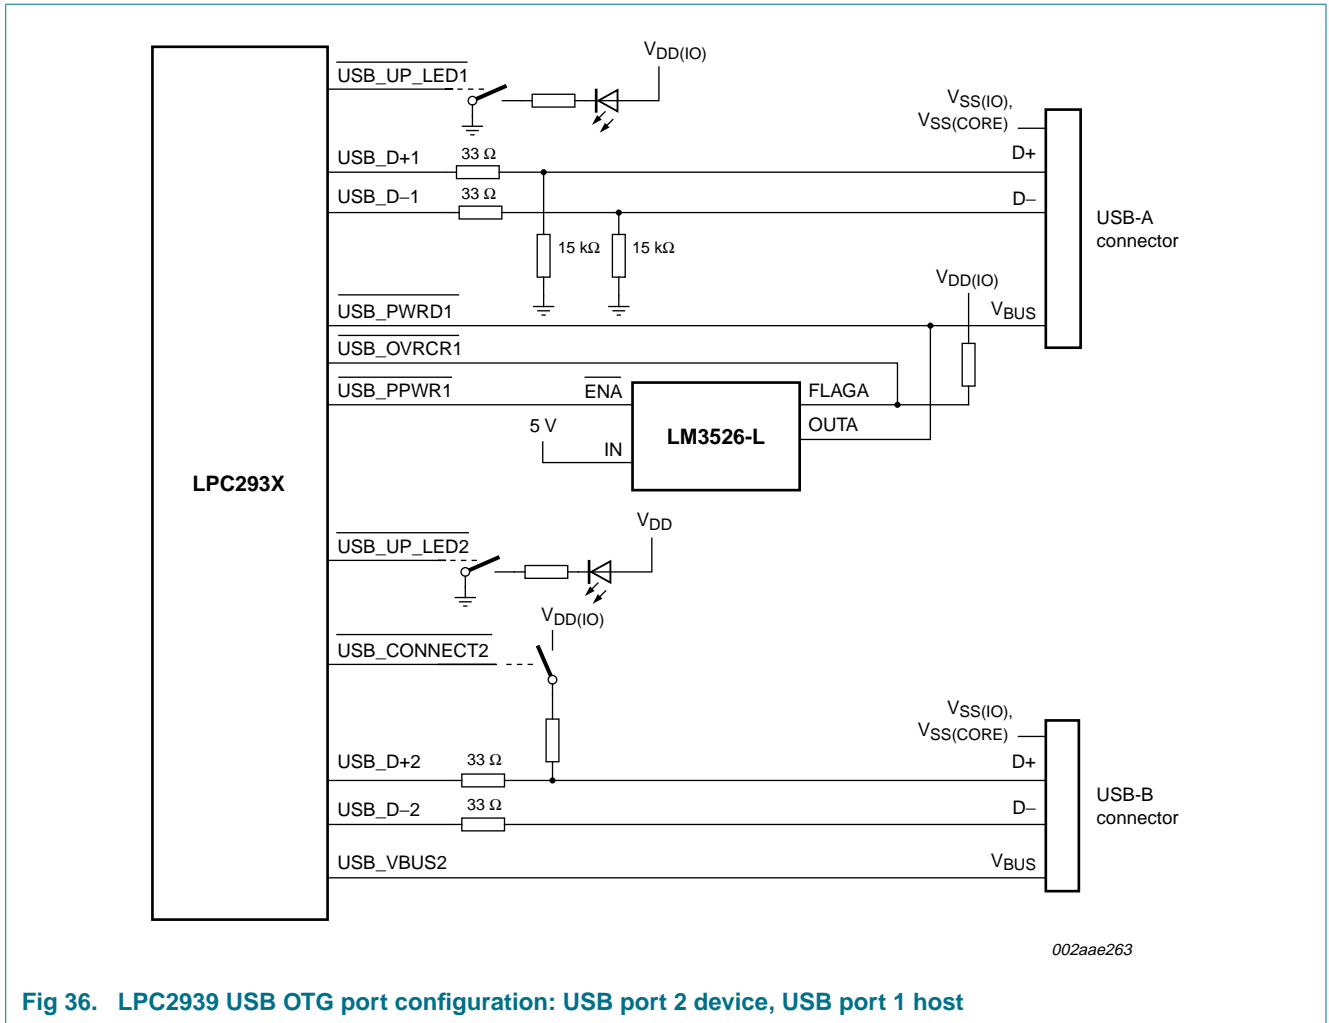 USB_UP_LED1
VDD(IO)
VSS(IO),
VSS(CORE)
USB_D+1
33 Ω
D+
USB_D−1
33 Ω
D−
USB-A
connector
15 kΩ
15 kΩ
VDD(IO)
USB_PWRD1
VBUS
USB_OVRCR1
USB_PPWR1
ENA
FLAGA
5 V
OUTA
IN
LM3526-L
LPC293X
VDD
USB_UP_LED2
VDD(IO)
USB_CONNECT2
VSS(IO),
VSS(CORE)
USB_D+2
33 Ω
D+
USB_D−2
33 Ω
D−
USB-B
connector
USB_VBUS2
VBUS
002aae263
Fig 36. LPC2939 USB OTG port configuration: USB port 2 device, USB port 1 host